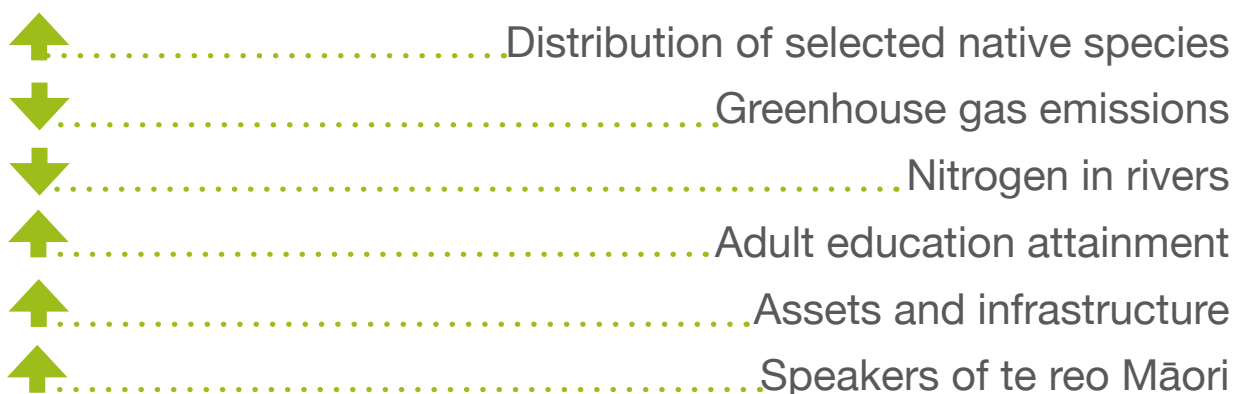 Distribution of selected native species
Greenhouse gas emissions
Nitrogen in rivers
Adult education attainment
Assets and infrastructure
Speakers of te reo Māori